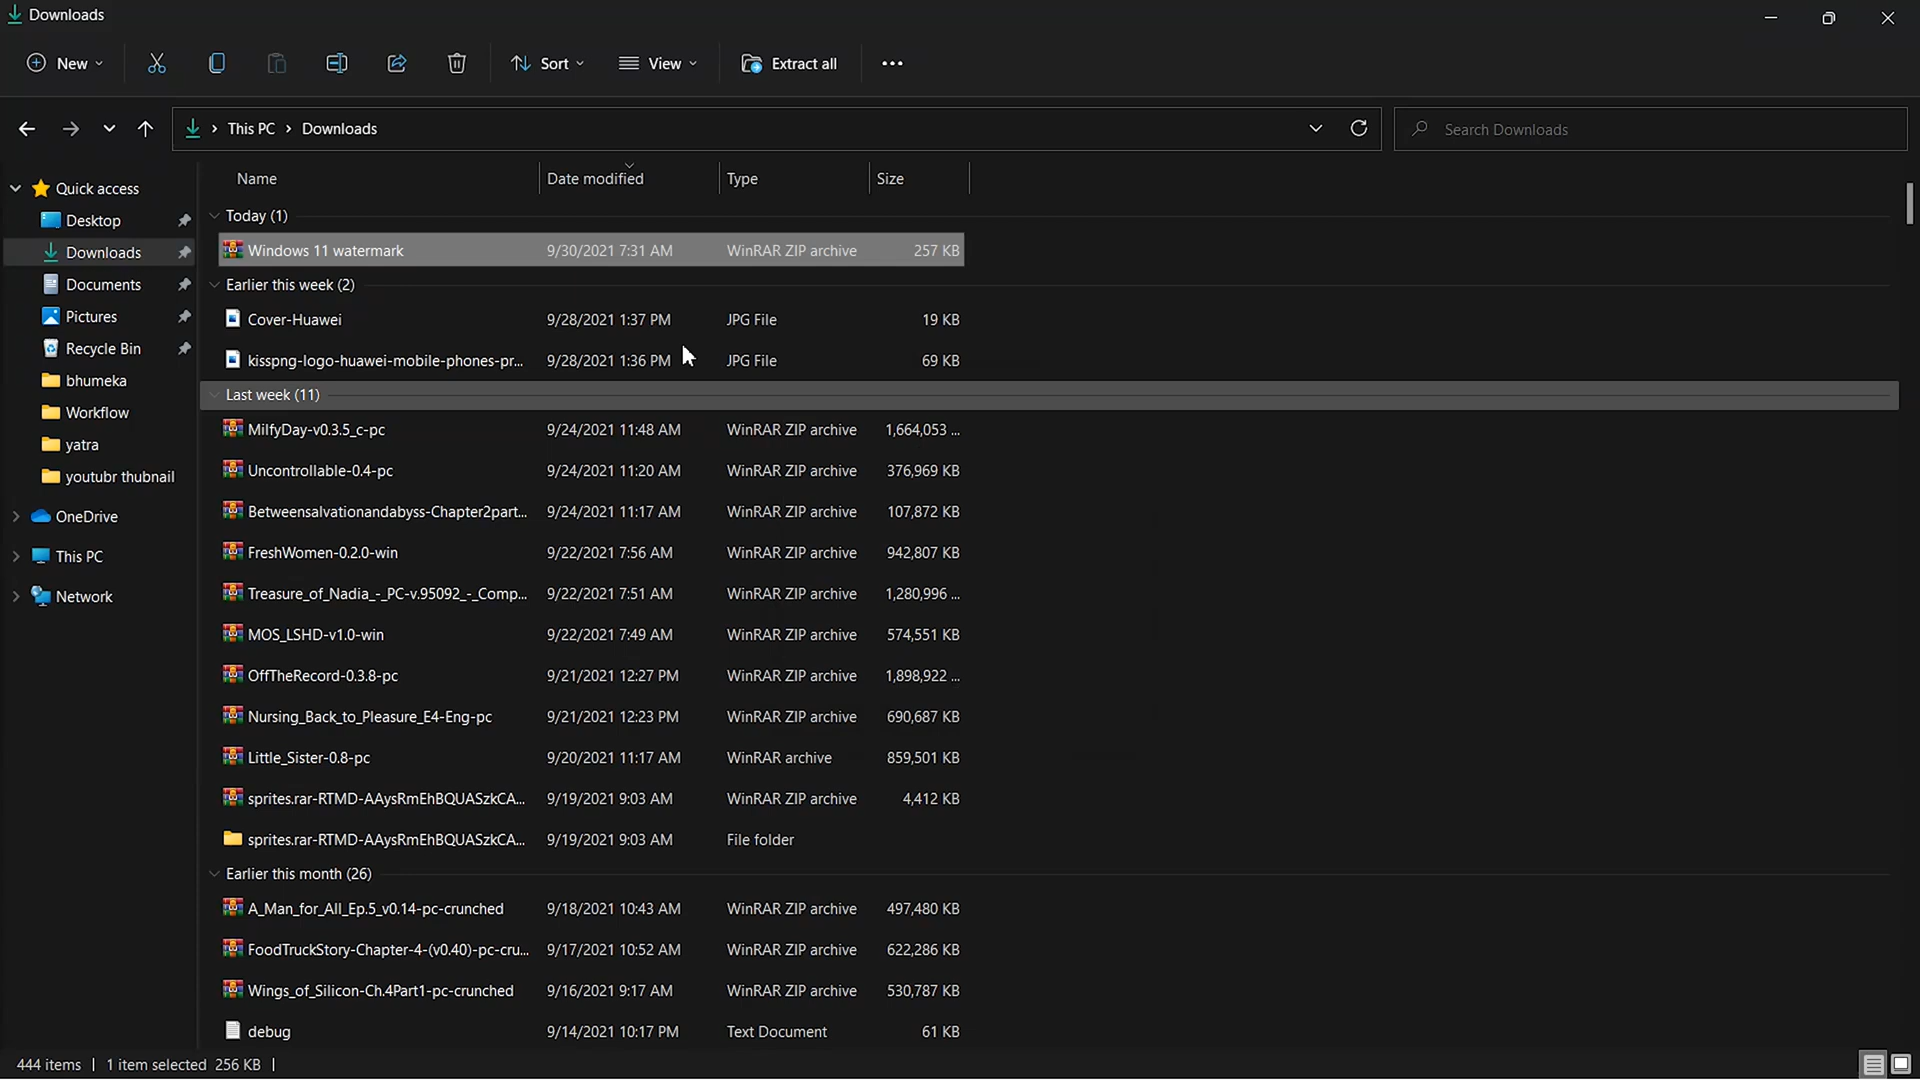 Downloads
New
Sort
View
Extract all
This PC > Downloads
Search Downloads
Name Date modified Type Size
Quick access
Desktop
Downloads
Documents
Pictures
Recycle Bin
bhumeka
Workflow
yatra
youtubr thubnail
OneDrive
This PC
Network
Today (1)
Windows 11 watermark 9/30/2021 7:31 AM WinRAR ZIP archive 257 KB
Earlier this week (2)
Cover-Huawei 9/28/2021 1:37 PM JPG File 19 KB
kisspng-logo-huawei-mobile-phones-pr... 9/28/2021 1:36 PM JPG File 69 KB
Last week (11)
MilfyDay-v0.3.5_c-pc 9/24/2021 11:48 AM WinRAR ZIP archive 1,664,053 ...
Uncontrollable-0.4-pc 9/24/2021 11:20 AM WinRAR ZIP archive 376,969 KB
Betweensalvationandabyss-Chapter2part... 9/24/2021 11:17 AM WinRAR ZIP archive 107,872 KB
FreshWomen-0.2.0-win 9/22/2021 7:56 AM WinRAR ZIP archive 942,807 KB
Treasure_of_Nadia_-_PC-v.95092_-_Comp... 9/22/2021 7:51 AM WinRAR ZIP archive 1,280,996 ...
MOS_LSHD-v1.0-win 9/22/2021 7:49 AM WinRAR ZIP archive 574,551 KB
OffTheRecord-0.3.8-pc 9/21/2021 12:27 PM WinRAR ZIP archive 1,898,922 ...
Nursing_Back_to_Pleasure_E4-Eng-pc 9/21/2021 12:23 PM WinRAR ZIP archive 690,687 KB
Little_Sister-0.8-pc 9/20/2021 11:17 AM WinRAR archive 859,501 KB
sprites.rar-RTMD-AAysRmEhBQUASzkCA... 9/19/2021 9:03 AM WinRAR ZIP archive 4,412 KB
sprites.rar-RTMD-AAysRmEhBQUASzkCA... 9/19/2021 9:03 AM File folder
Earlier this month (26)
A_Man_for_All_Ep.5_v0.14-pc-crunched 9/18/2021 10:43 AM WinRAR ZIP archive 497,480 KB
FoodTruckStory-Chapter-4-(v0.40)-pc-cru... 9/17/2021 10:52 AM WinRAR ZIP archive 622,286 KB
Wings_of_Silicon-Ch.4Part1-pc-crunched 9/16/2021 9:17 AM WinRAR ZIP archive 530,787 KB
debug 9/14/2021 10:17 PM Text Document 61 KB
444 items 1 item selected 256 KB